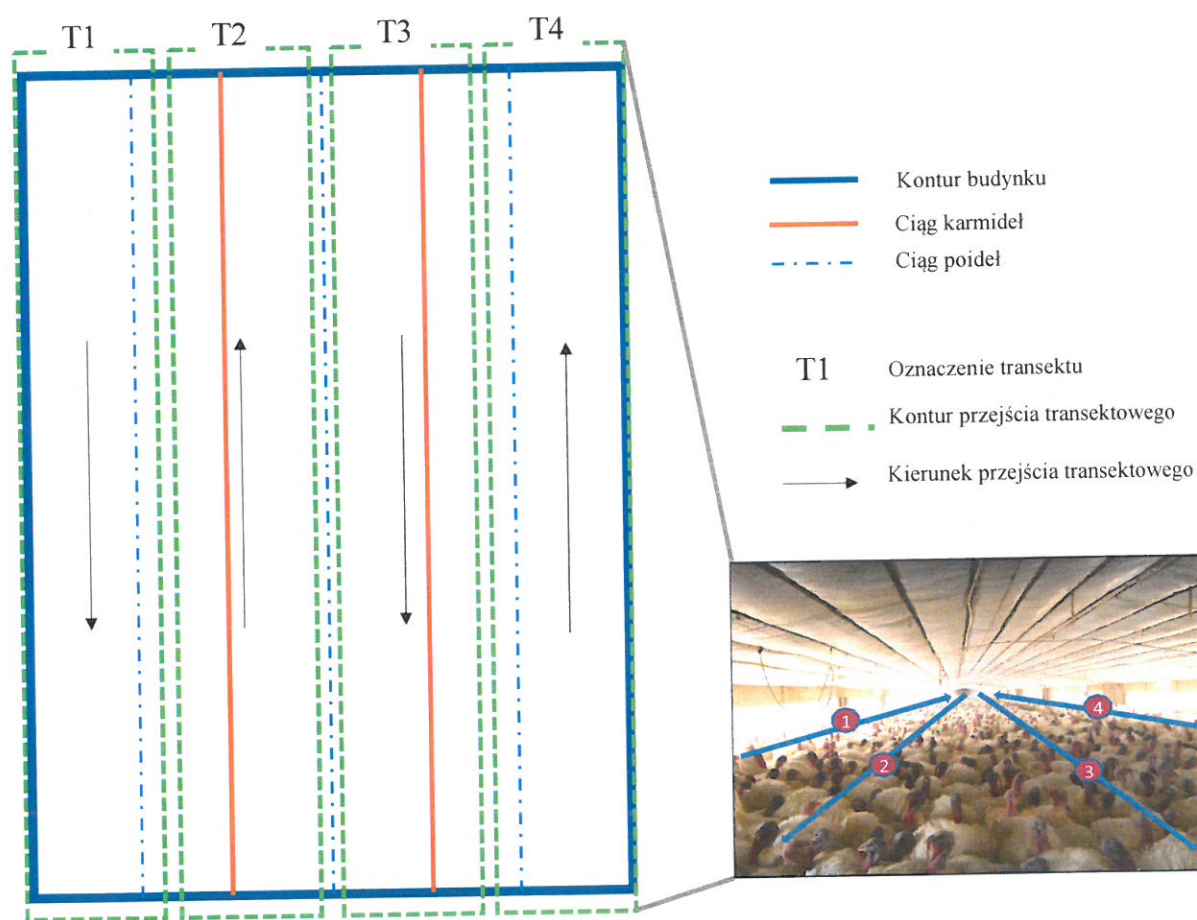 T1 T2 T3 T4
Kontur budynku
Ciąg karmideł
Ciąg poideł
T1 Oznaczenie transektu
Kontur przejścia transektowego
Kierunek przejścia transektowego
1 4
2 3